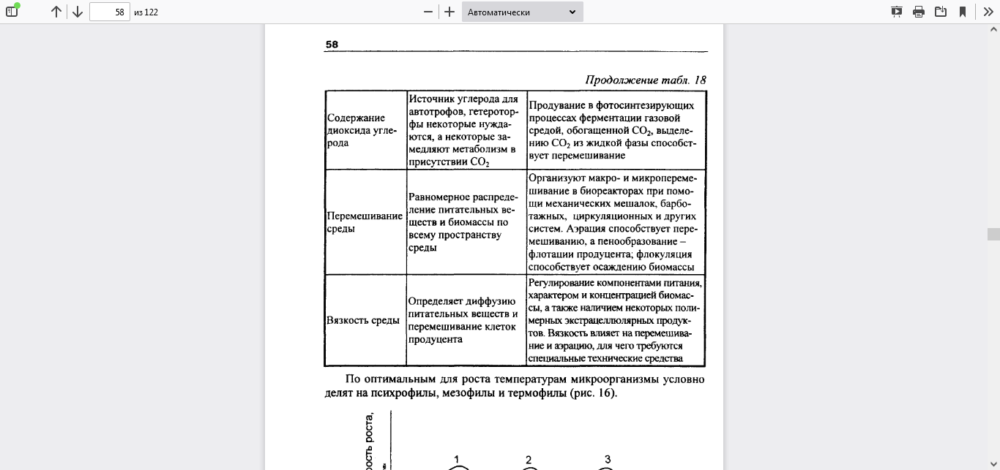 58
из 122
Автоматически
58
Продолжение табл. 18
Содержание
диоксида угле-
рода
Источник углерода для
автотрофов, гетеротор-
фы некоторые нужда-
ются, а некоторые за-
медляют метаболизм в
присутствии CO₂
Продувание в фотосинтезирующих
процессах ферментации газовой
средой, обогащенной CO₂, выделе-
нию CO₂ из жидкой фазы способст-
вует перемешивание
Перемешивание
среды
Равномерное распреде-
ление питательных ве-
ществ и биомассы по
всему пространству
среды
Организуют макро- и микропереме-
шивание в биореакторах при помо-
щи механических мешалок, барбо-
тажных, циркуляционных и других
систем. Аэрация способствует пере-
мешиванию, а пенообразование –
флотации продуцента; флокуляция
способствует осаждению биомассы
Вязкость среды
Определяет диффузию
питательных веществ и
перемешивание клеток
продуцента
Регулирование компонентами питания,
характером и концентрацией биомас-
сы, а также наличием некоторых поли-
мерных экстрацеллюлярных продук-
тов. Вязкость влияет на перемешива-
ние и аэрацию, для чего требуются
специальные технические средства
По оптимальным для роста температурам микроорганизмы условно
делят на психрофилы, мезофилы и термофилы (рис. 16).
роста,
1
2
3